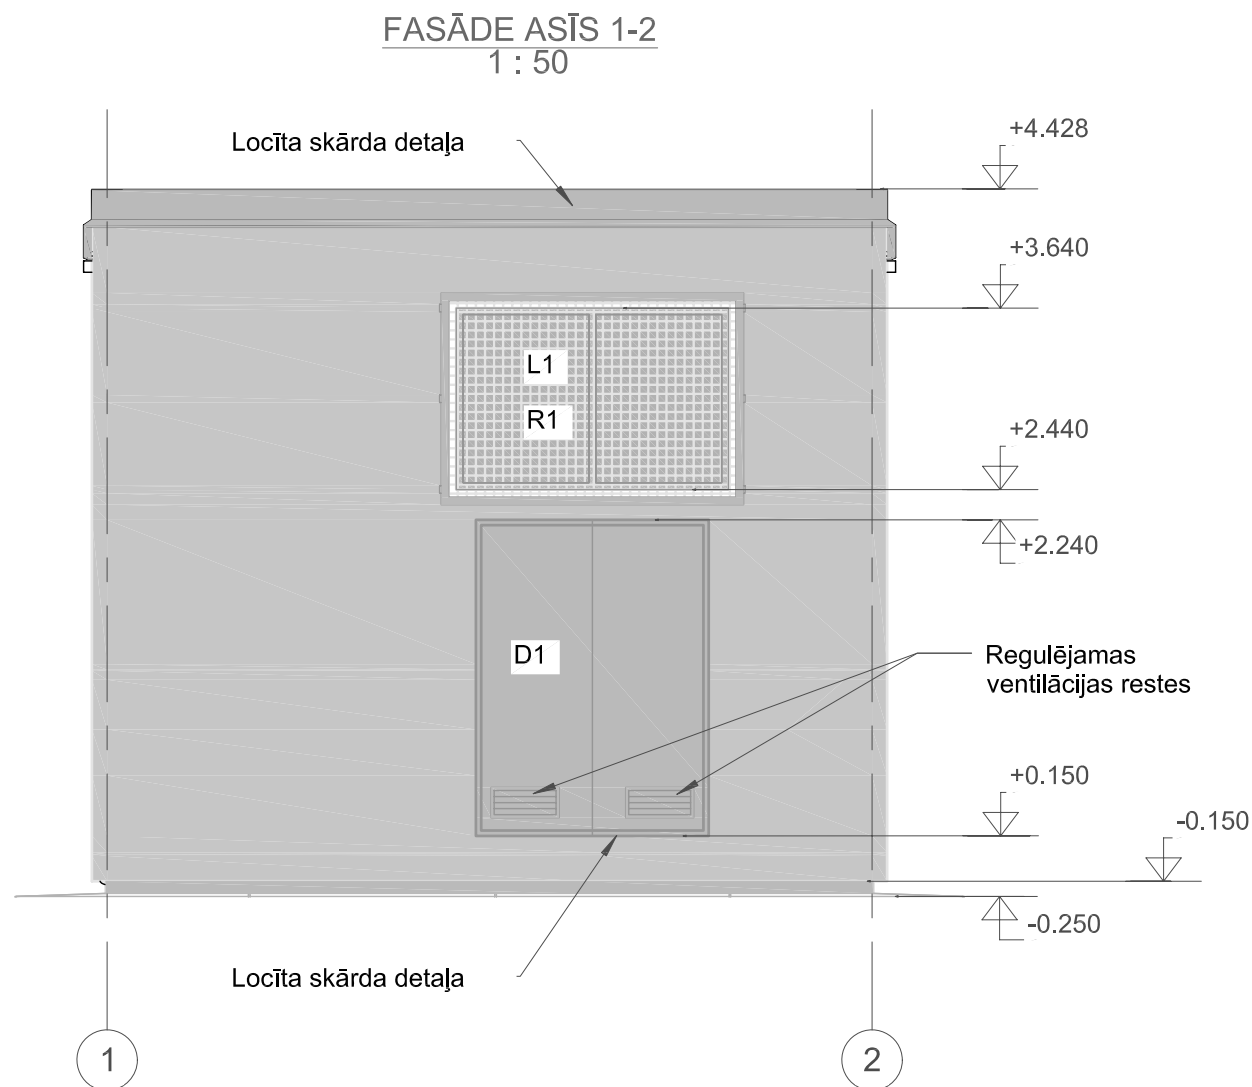 FASĀDE ASĪS 1-2
1 : 50
Locīta skārda detaļa
+4.428
+3.640
L1
R1
+2.440
+2.240
D1
Regulējamas
ventilācijas restes
+0.150
-0.150
-0.250
Locīta skārda detaļa
1
2